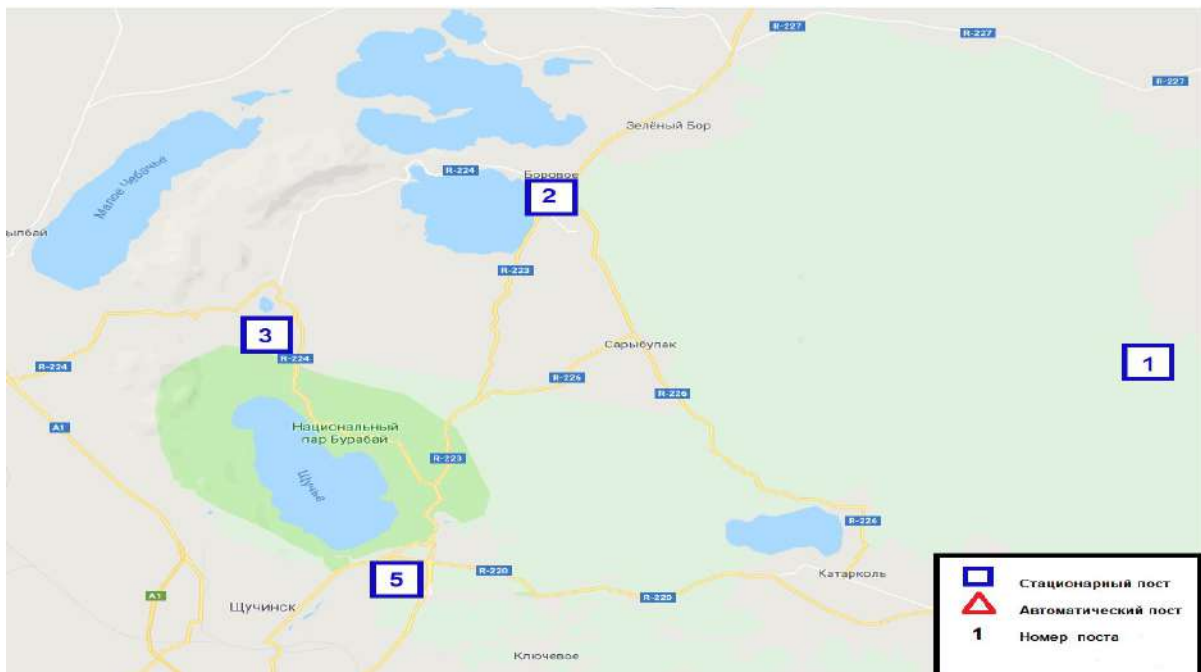 R-227
R-227
R-227
Зелёный Бор
Малое Чебачье
R-224
Боровое
2
ылбай
R-223
3
Сарыбулак
R-224
1
R-224
R-226
R-226
A1
Национальный
пар Бурабай
R-223
Щучье
R-226
5
R-220
Катарколь
A1
R-220
Щучинск
Ключевое
Стационарный пост
Автоматический пост
1
Номер поста